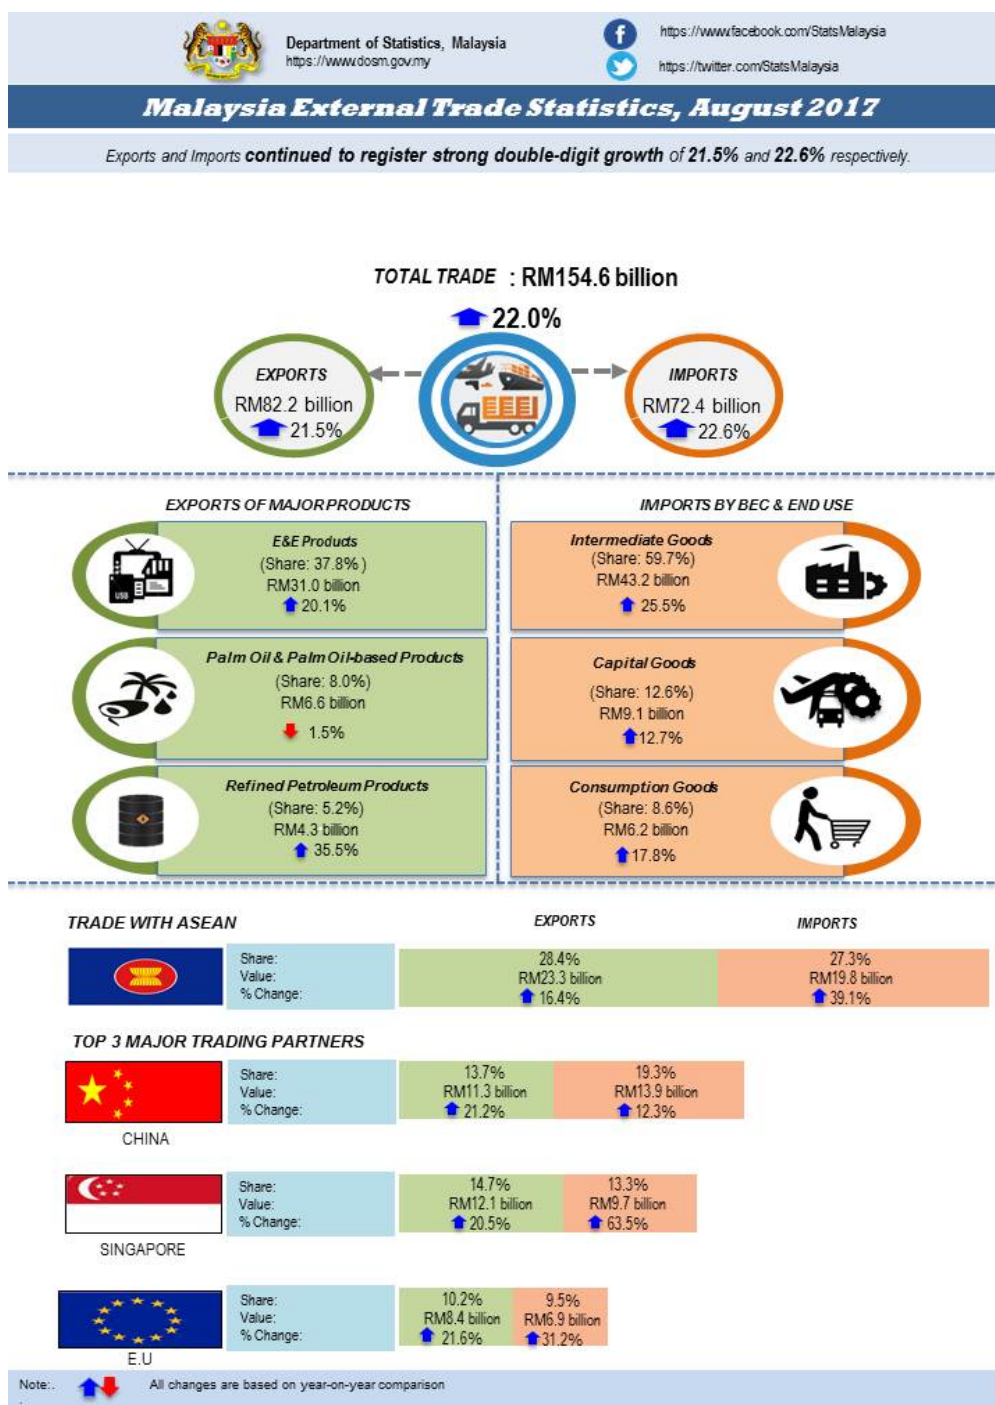 Department of Statistics, Malaysia
https://www.dosm.gov.my
https://www.facebook.com/StatsMalaysia
https://twitter.com/StatsMalaysia
Malaysia External Trade Statistics, August 2017
Exports and Imports continued to register strong double-digit growth of 21.5% and 22.6% respectively.
TOTAL TRADE : RM154.6 billion
22.0%
EXPORTS
RM82.2 billion
21.5%
IMPORTS
RM72.4 billion
22.6%
EXPORTS OF MAJOR PRODUCTS
E&E Products
(Share: 37.8%)
RM31.0 billion
20.1%
USB
Palm Oil & Palm Oil-based Products
(Share: 8.0%)
RM6.6 billion
1.5%
Refined Petroleum Products
(Share: 5.2%)
RM4.3 billion
35.5%
IMPORTS BY BEC & END USE
Intermediate Goods
(Share: 59.7%)
RM43.2 billion
25.5%
Capital Goods
(Share: 12.6%)
RM9.1 billion
12.7%
Consumption Goods
(Share: 8.6%)
RM6.2 billion
17.8%
TRADE WITH ASEAN EXPORTS IMPORTS
Share: 28.4% 27.3%
Value: RM23.3 billion RM19.8 billion
% Change: 16.4% 39.1%
TOP 3 MAJOR TRADING PARTNERS
Share: 13.7% 19.3%
Value: RM11.3 billion RM13.9 billion
% Change: 21.2% 12.3%
CHINA
Share: 14.7% 13.3%
Value: RM12.1 billion RM9.7 billion
% Change: 20.5% 63.5%
SINGAPORE
Share: 10.2% 9.5%
Value: RM8.4 billion RM6.9 billion
% Change: 21.6% 31.2%
E.U
Note:. All changes are based on year-on-year comparison
.